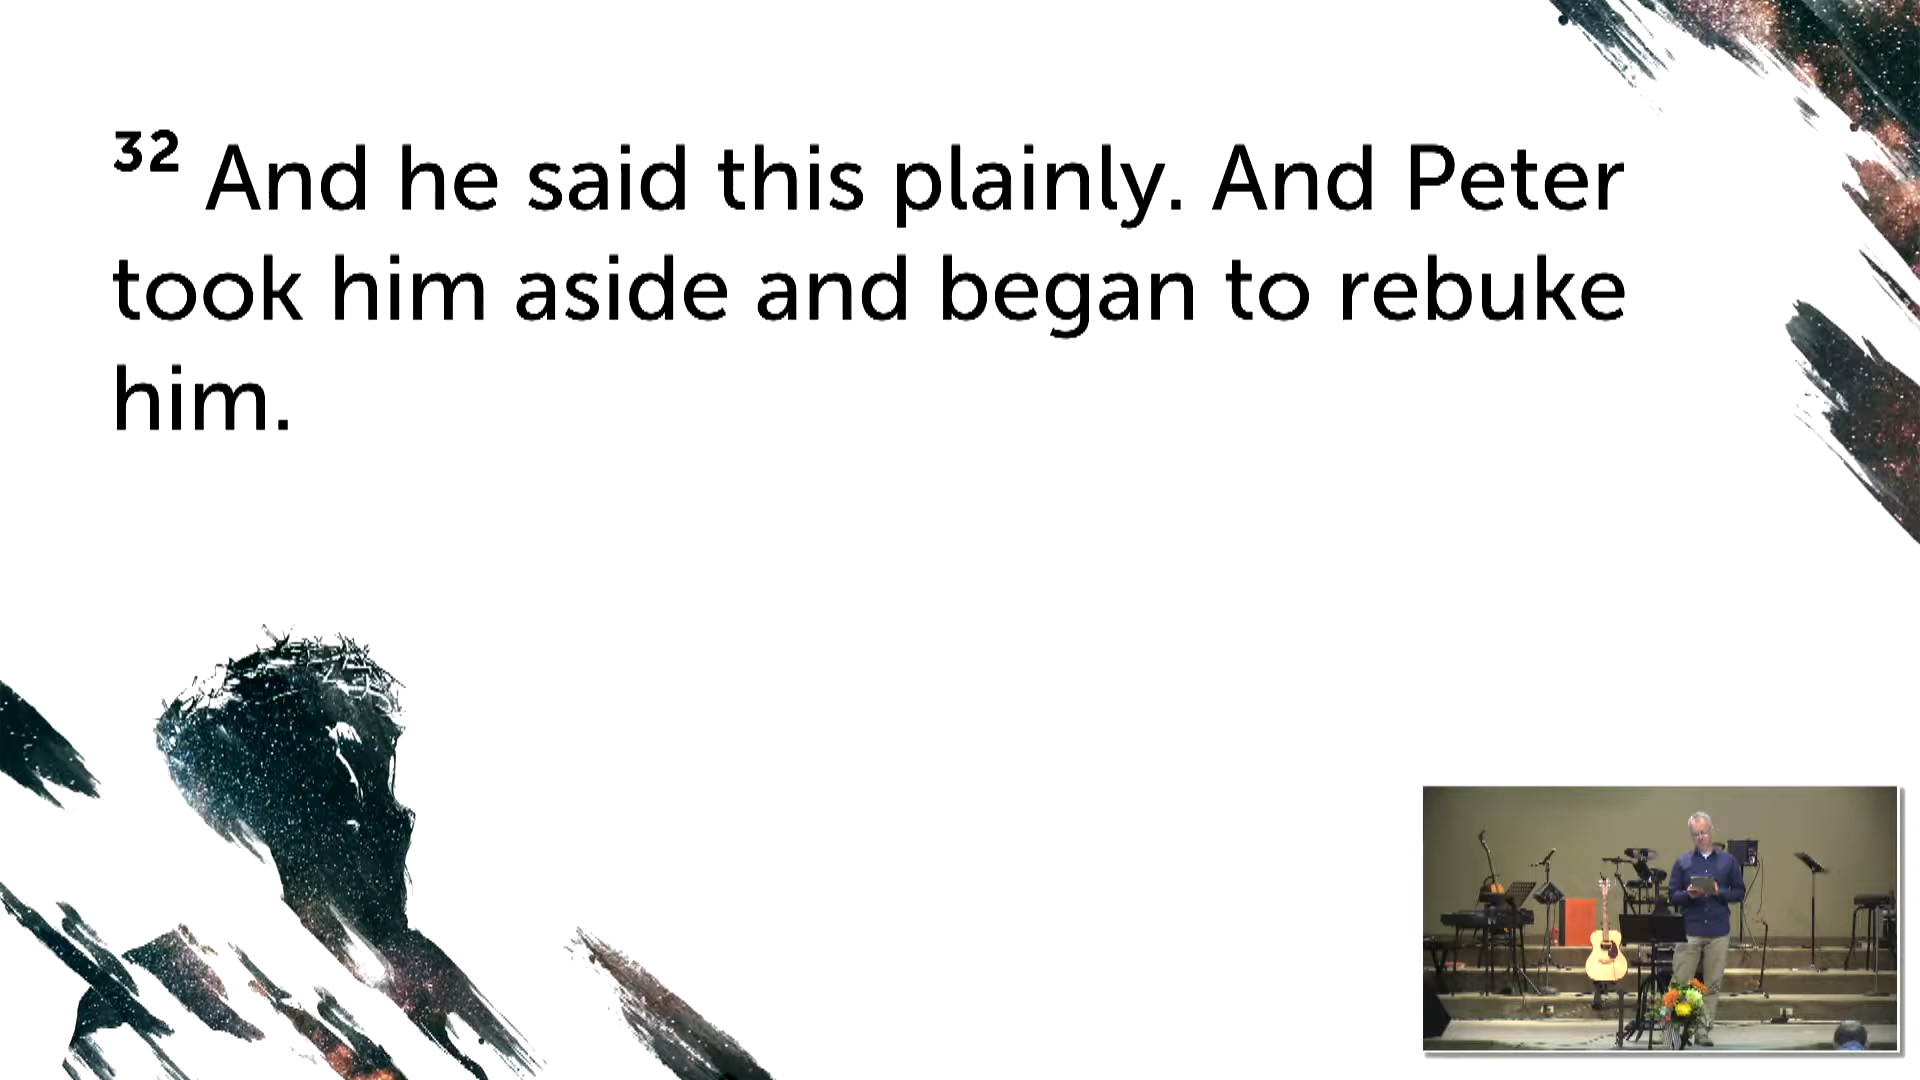 32 And he said this plainly. And Peter
took him aside and began to rebuke
him.